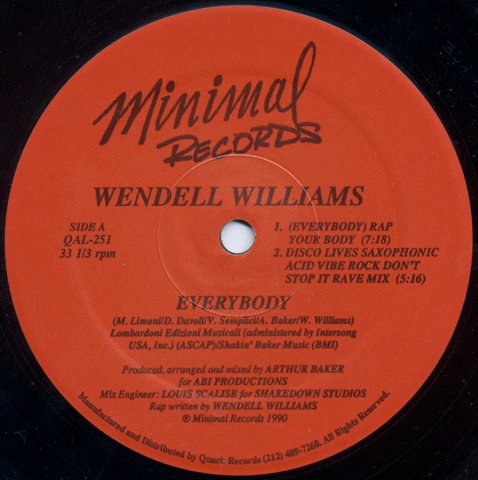 Minimal
RECORDS
WENDELL WILLIAMS
SIDE A
QAL-251
33 1/3 rpm
1. (EVERYBODY) RAP
YOUR BODY (7:18)
2. DISCO LIVES SAXOPHONIC
ACID VIBE ROCK DON'T
STOP IT RAVE MIX (5:16)
EVERYBODY
(M. Limoni/D. Davoli/V. Semplici/A. Baker/W. Williams)
Lombardoni Edizioni Musicali (administered by Intersong
USA, Inc.) (ASCAP)/Shakin' Baker Music (BMI)
Produced, arranged and mixed by ARTHUR BAKER
for ABI PRODUCTIONS
Mix Engineer: LOUIS SCALISE for SHAKEDOWN STUDIOS
Rap written by WENDELL WILLIAMS
℗ Minimal Records 1990
Manufactured and Distributed by Quark Records (212) 489-7260. All Rights Reserved.